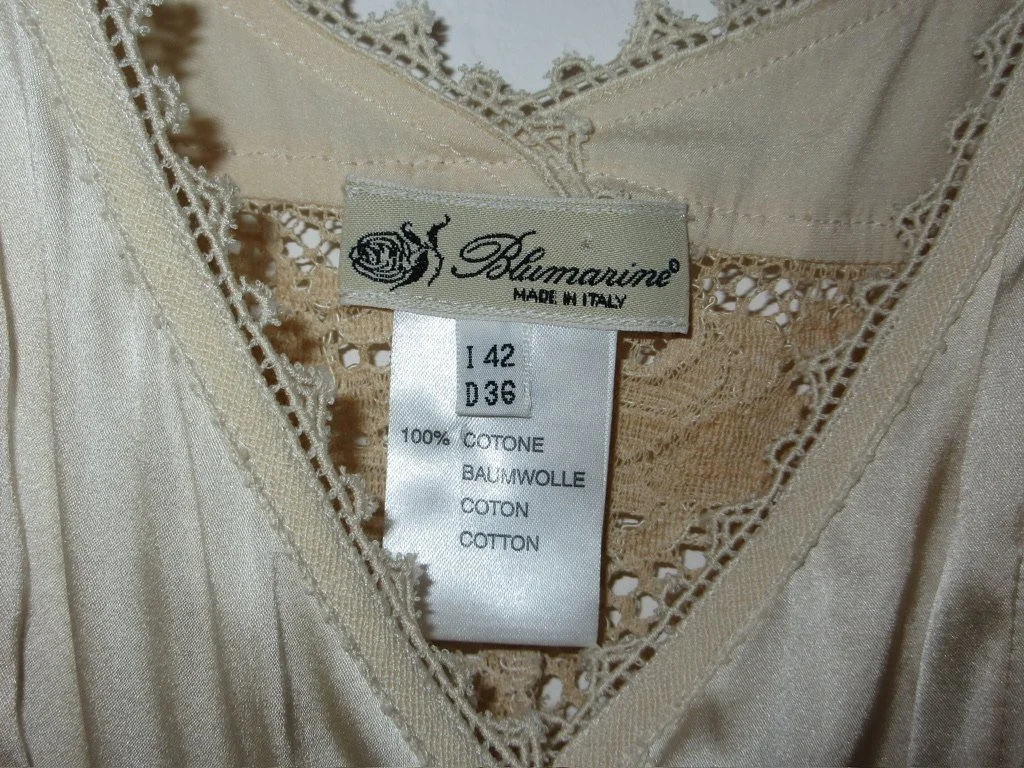 Blumarine®
MADE IN ITALY
I 42
D 36
100% COTONE
BAUMWOLLE
COTON
COTTON